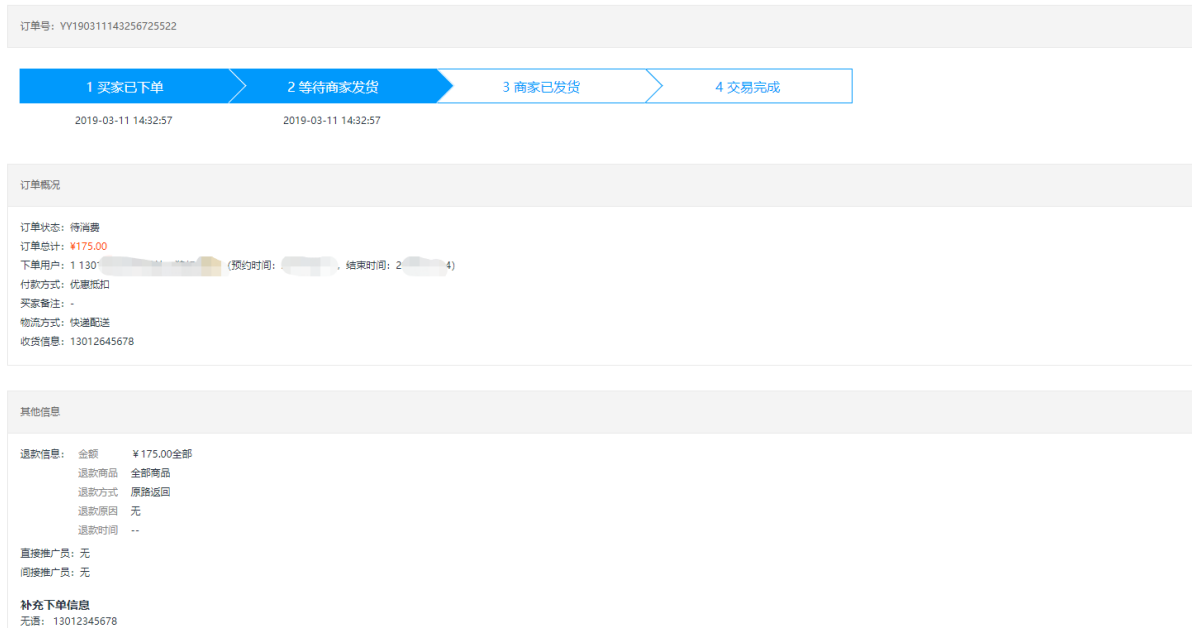 订单号：YY190311143256725522
1 买家已下单 2 等待商家发货 3 商家已发货 4 交易完成
2019-03-11 14:32:57 2019-03-11 14:32:57
订单概况
订单状态：待消费
订单总计：¥175.00
下单用户：1 130 (预约时间： ，结束时间：2 4)
付款方式：优惠抵扣
买家备注：-
物流方式：快递配送
收货信息：13012645678
其他信息
退款信息： 金额 ￥175.00全部
退款商品 全部商品
退款方式 原路返回
退款原因 无
退款时间 --
直接推广员：无
间接推广员：无
补充下单信息
无语： 13012345678